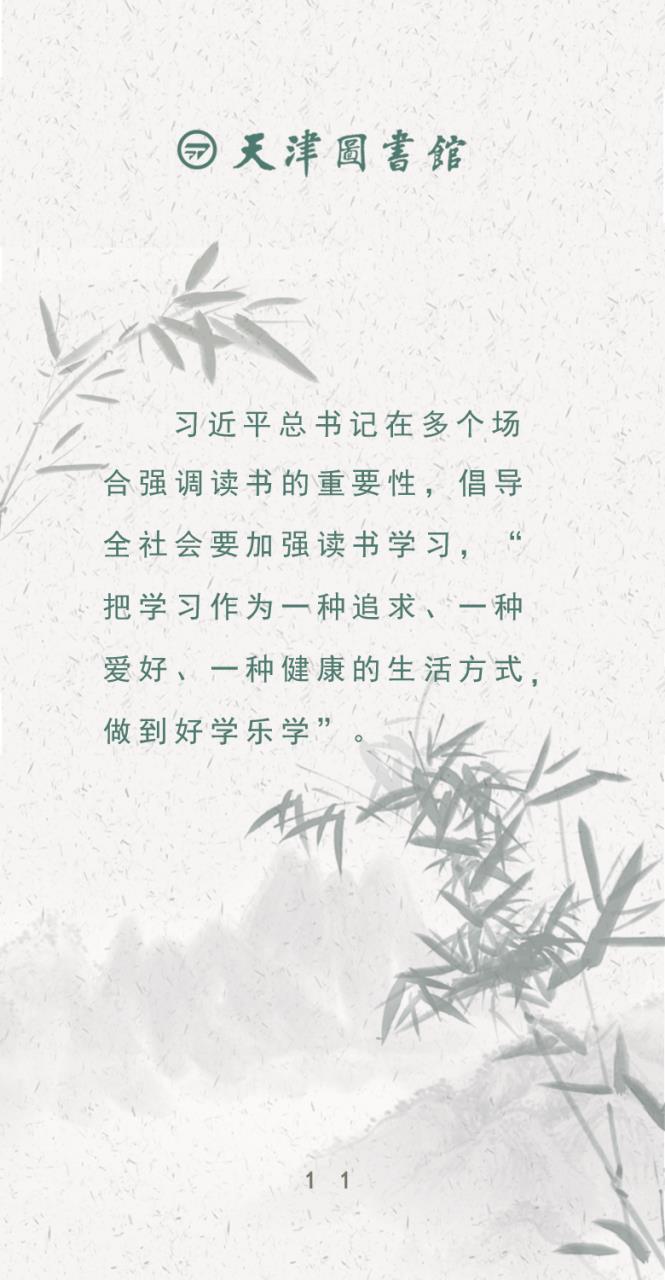 天津圖書館
习近平总书记在多个场
合强调读书的重要性，倡导
全社会要加强读书学习，“
把学习作为一种追求、一种
爱好、一种健康的生活方式，
做到好学乐学”。
11